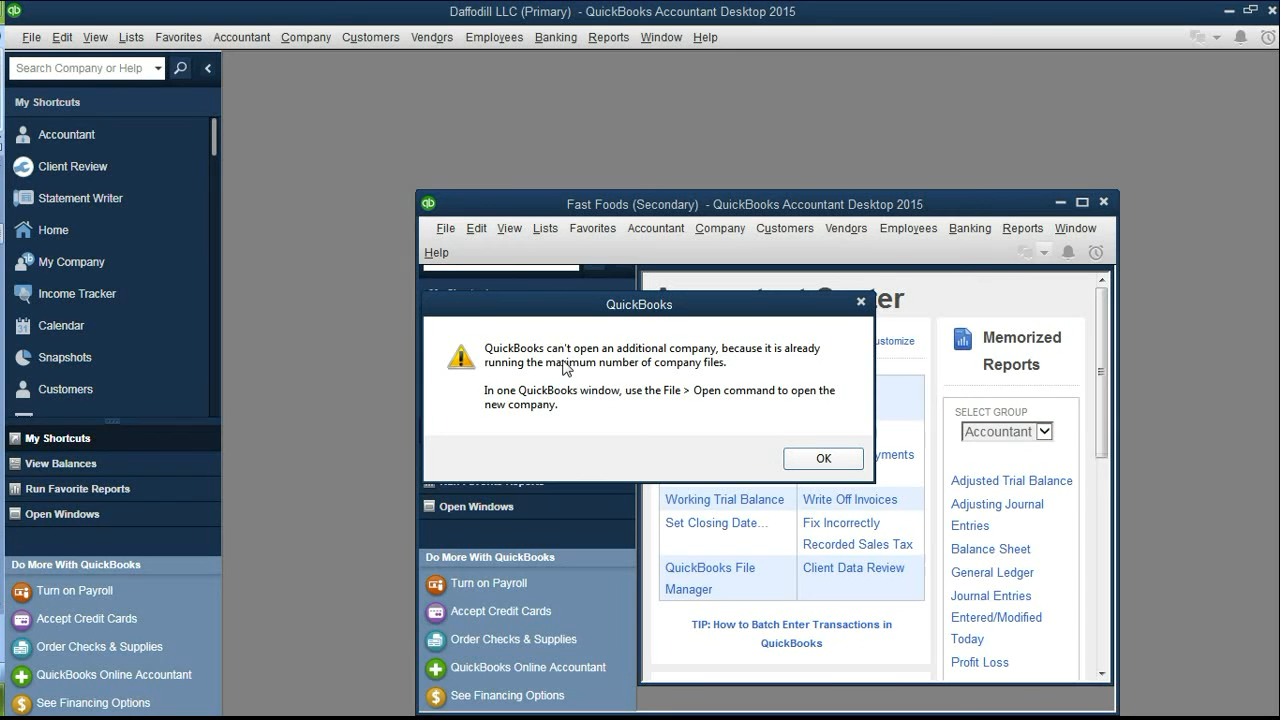 Daffodill LLC (Primary) - QuickBooks Accountant Desktop 2015
File Edit View Lists Favorites Accountant Company Customers Vendors Employees Banking Reports Window Help
Search Company or Help
My Shortcuts
Accountant
Client Review
Statement Writer
Home
My Company
Income Tracker
Calendar
Snapshots
Customers
My Shortcuts
View Balances
Run Favorite Reports
Open Windows
Do More With QuickBooks
Turn on Payroll
Accept Credit Cards
Order Checks & Supplies
QuickBooks Online Accountant
See Financing Options
Fast Foods (Secondary) - QuickBooks Accountant Desktop 2015
File Edit View Lists Favorites Accountant Company Customers Vendors Employees Banking Reports Window
Help
QuickBooks
QuickBooks can't open an additional company, because it is already
running the maximum number of company files.
In one QuickBooks window, use the File > Open command to open the
new company.
OK
Open Windows
Do More With QuickBooks
Turn on Payroll
Accept Credit Cards
Order Checks & Supplies
QuickBooks Online Accountant
See Financing Options
Working Trial Balance
Write Off Invoices
Set Closing Date...
Fix Incorrectly
Recorded Sales Tax
QuickBooks File
Manager
Client Data Review
TIP: How to Batch Enter Transactions in
QuickBooks
Memorized
Reports
SELECT GROUP
Accountant
Adjusted Trial Balance
Adjusting Journal
Entries
Balance Sheet
General Ledger
Journal Entries
Entered/Modified
Today
Profit Loss